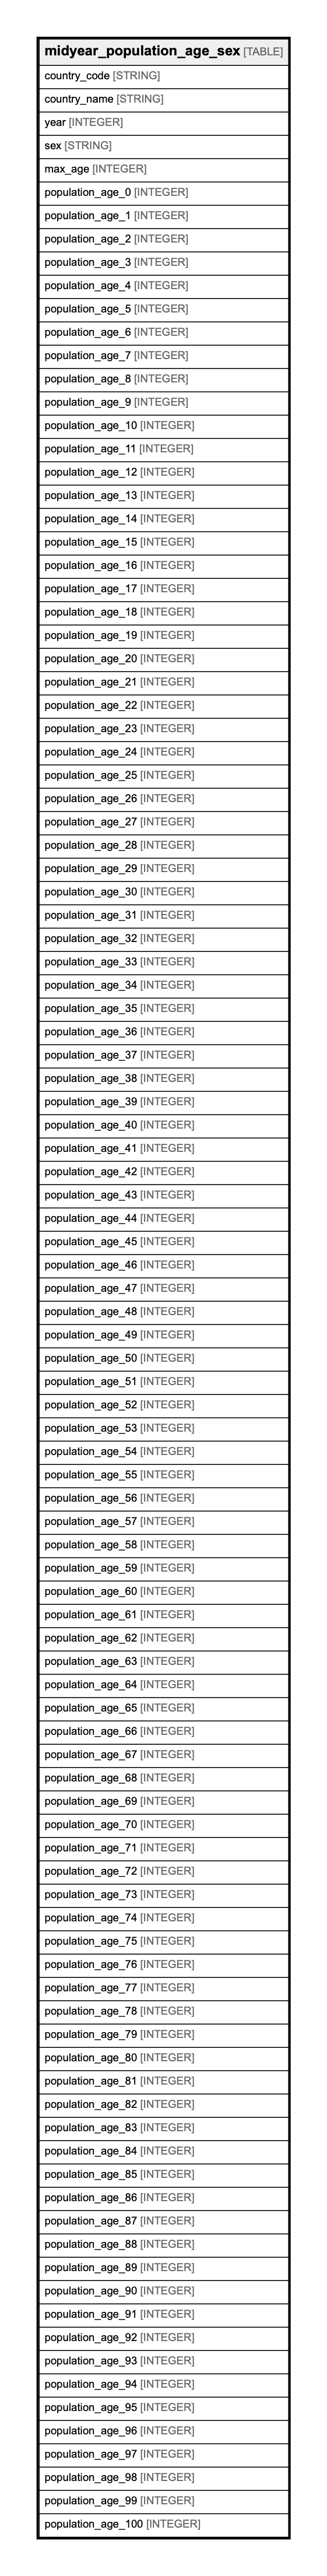 midyear_population_age_sex [TABLE]
country_code [STRING]
country_name [STRING]
year [INTEGER]
sex [STRING]
max_age [INTEGER]
population_age_0 [INTEGER]
population_age_1 [INTEGER]
population_age_2 [INTEGER]
population_age_3 [INTEGER]
population_age_4 [INTEGER]
population_age_5 [INTEGER]
population_age_6 [INTEGER]
population_age_7 [INTEGER]
population_age_8 [INTEGER]
population_age_9 [INTEGER]
population_age_10 [INTEGER]
population_age_11 [INTEGER]
population_age_12 [INTEGER]
population_age_13 [INTEGER]
population_age_14 [INTEGER]
population_age_15 [INTEGER]
population_age_16 [INTEGER]
population_age_17 [INTEGER]
population_age_18 [INTEGER]
population_age_19 [INTEGER]
population_age_20 [INTEGER]
population_age_21 [INTEGER]
population_age_22 [INTEGER]
population_age_23 [INTEGER]
population_age_24 [INTEGER]
population_age_25 [INTEGER]
population_age_26 [INTEGER]
population_age_27 [INTEGER]
population_age_28 [INTEGER]
population_age_29 [INTEGER]
population_age_30 [INTEGER]
population_age_31 [INTEGER]
population_age_32 [INTEGER]
population_age_33 [INTEGER]
population_age_34 [INTEGER]
population_age_35 [INTEGER]
population_age_36 [INTEGER]
population_age_37 [INTEGER]
population_age_38 [INTEGER]
population_age_39 [INTEGER]
population_age_40 [INTEGER]
population_age_41 [INTEGER]
population_age_42 [INTEGER]
population_age_43 [INTEGER]
population_age_44 [INTEGER]
population_age_45 [INTEGER]
population_age_46 [INTEGER]
population_age_47 [INTEGER]
population_age_48 [INTEGER]
population_age_49 [INTEGER]
population_age_50 [INTEGER]
population_age_51 [INTEGER]
population_age_52 [INTEGER]
population_age_53 [INTEGER]
population_age_54 [INTEGER]
population_age_55 [INTEGER]
population_age_56 [INTEGER]
population_age_57 [INTEGER]
population_age_58 [INTEGER]
population_age_59 [INTEGER]
population_age_60 [INTEGER]
population_age_61 [INTEGER]
population_age_62 [INTEGER]
population_age_63 [INTEGER]
population_age_64 [INTEGER]
population_age_65 [INTEGER]
population_age_66 [INTEGER]
population_age_67 [INTEGER]
population_age_68 [INTEGER]
population_age_69 [INTEGER]
population_age_70 [INTEGER]
population_age_71 [INTEGER]
population_age_72 [INTEGER]
population_age_73 [INTEGER]
population_age_74 [INTEGER]
population_age_75 [INTEGER]
population_age_76 [INTEGER]
population_age_77 [INTEGER]
population_age_78 [INTEGER]
population_age_79 [INTEGER]
population_age_80 [INTEGER]
population_age_81 [INTEGER]
population_age_82 [INTEGER]
population_age_83 [INTEGER]
population_age_84 [INTEGER]
population_age_85 [INTEGER]
population_age_86 [INTEGER]
population_age_87 [INTEGER]
population_age_88 [INTEGER]
population_age_89 [INTEGER]
population_age_90 [INTEGER]
population_age_91 [INTEGER]
population_age_92 [INTEGER]
population_age_93 [INTEGER]
population_age_94 [INTEGER]
population_age_95 [INTEGER]
population_age_96 [INTEGER]
population_age_97 [INTEGER]
population_age_98 [INTEGER]
population_age_99 [INTEGER]
population_age_100 [INTEGER]